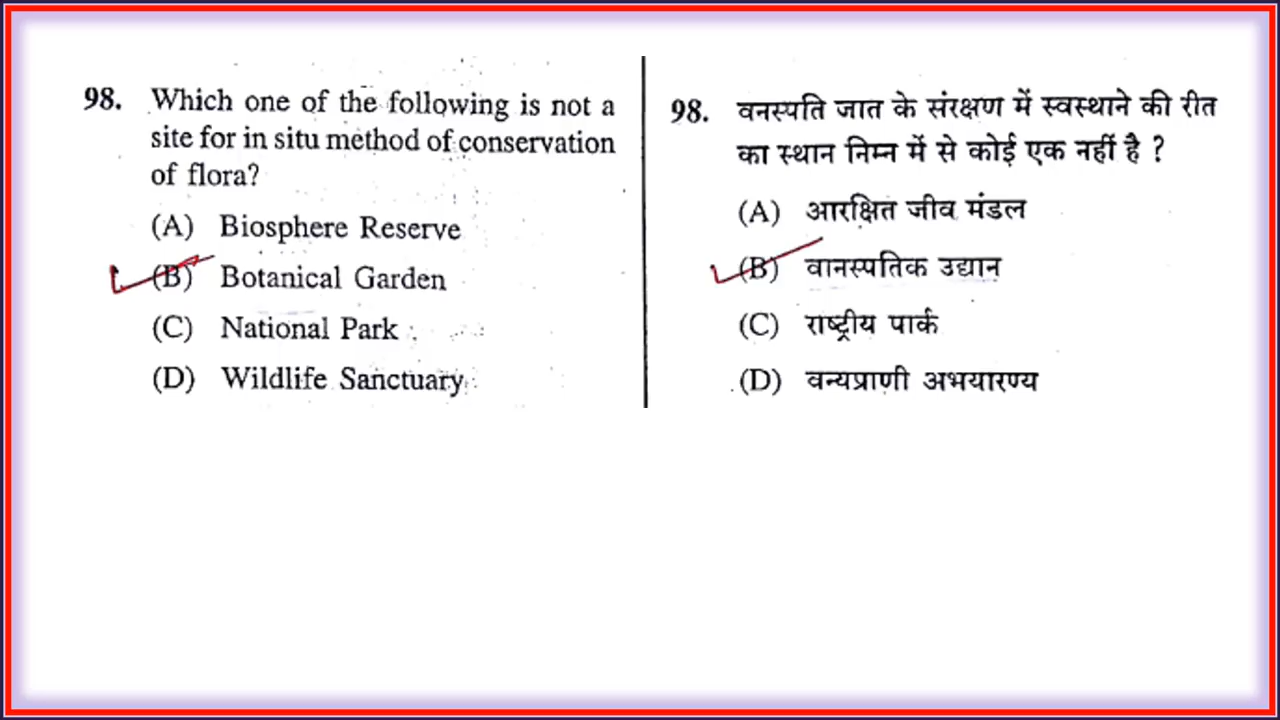 98. Which one of the following is not a
site for in situ method of conservation
of flora?
(A) Biosphere Reserve
(B) Botanical Garden
(C) National Park
(D) Wildlife Sanctuary
98. वनस्पति जात के संरक्षण में स्वस्थाने की रीत
का स्थान निम्न में से कोई एक नहीं है ?
(A) आरक्षित जीव मंडल
(B) वानस्पतिक उद्यान
(C) राष्ट्रीय पार्क
(D) वन्यप्राणी अभयारण्य